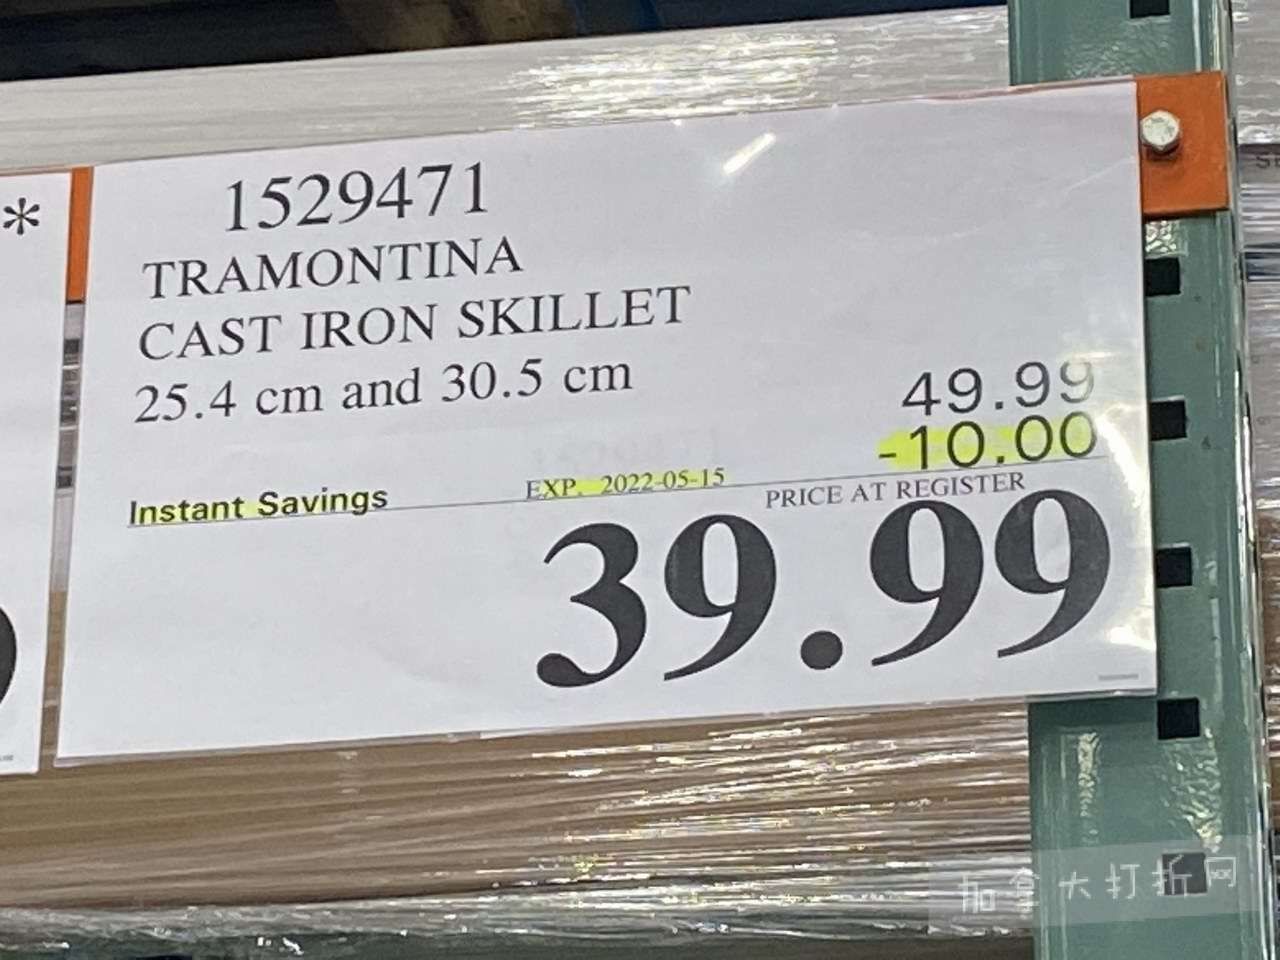 *
1529471
TRAMONTINA
CAST IRON SKILLET
25.4 cm and 30.5 cm
49.99
-10.00
Instant Savings
EXP. 2022-05-15
PRICE AT REGISTER
39.99
加拿大打折网